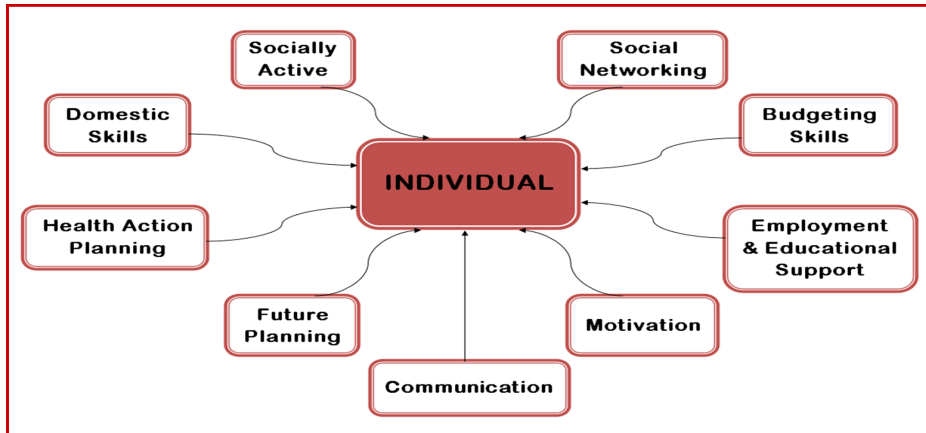 Socially
Active
Social
Networking
Domestic
Skills
Budgeting
Skills
INDIVIDUAL
Health Action
Planning
Employment
& Educational
Support
Future
Planning
Motivation
Communication